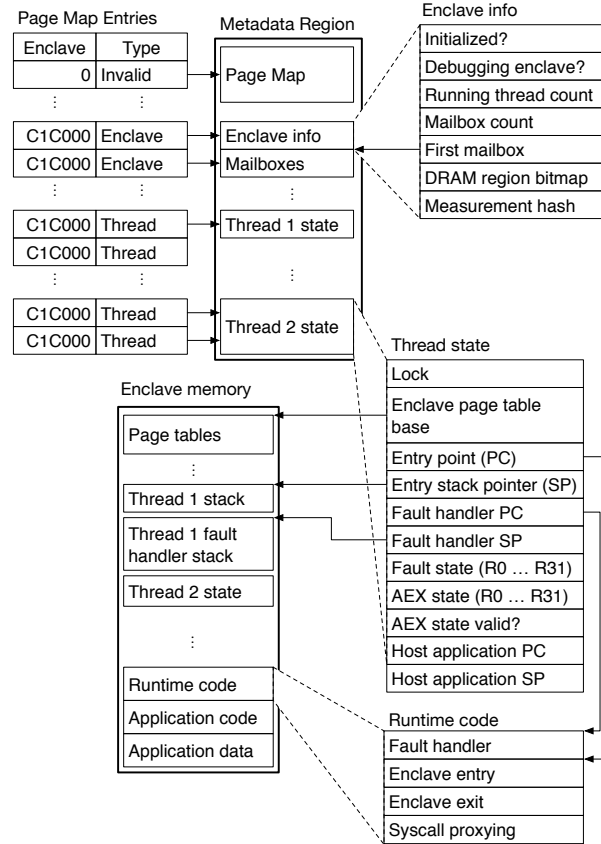 Page Map Entries
Enclave Type
0 Invalid
⋮ ⋮
C1C000 Enclave
C1C000 Enclave
⋮ ⋮
C1C000 Thread
C1C000 Thread
⋮ ⋮
C1C000 Thread
C1C000 Thread
Metadata Region
Page Map
Enclave info
Mailboxes
⋮
Thread 1 state
⋮
Thread 2 state
Enclave info
Initialized?
Debugging enclave?
Running thread count
Mailbox count
First mailbox
DRAM region bitmap
Measurement hash
Thread state
Lock
Enclave page table
base
Entry point (PC)
Entry stack pointer (SP)
Fault handler PC
Fault handler SP
Fault state (R0 … R31)
AEX state (R0 … R31)
AEX state valid?
Host application PC
Host application SP
Enclave memory
Page tables
⋮
Thread 1 stack
Thread 1 fault
handler stack
Thread 2 state
⋮
Runtime code
Application code
Application data
Runtime code
Fault handler
Enclave entry
Enclave exit
Syscall proxying